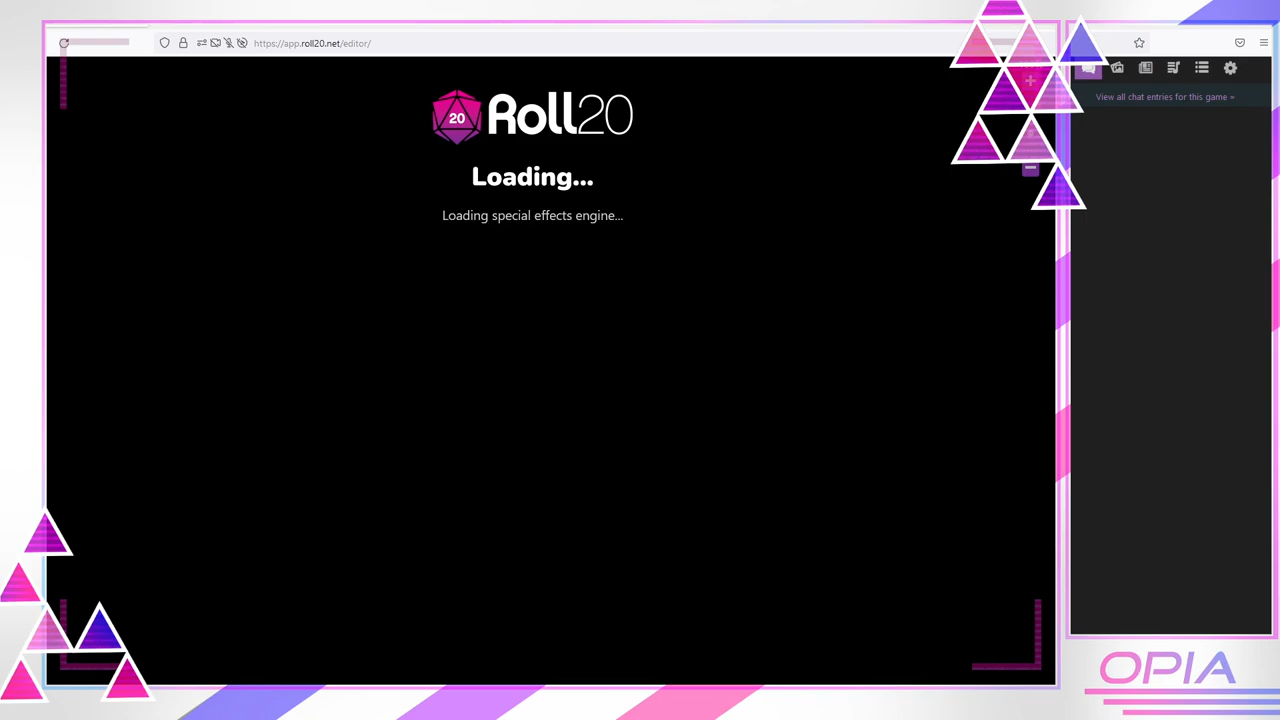 https://app.roll20.net/editor/
View all chat entries for this game »
20 Roll20
Loading...
Loading special effects engine...
OPIA